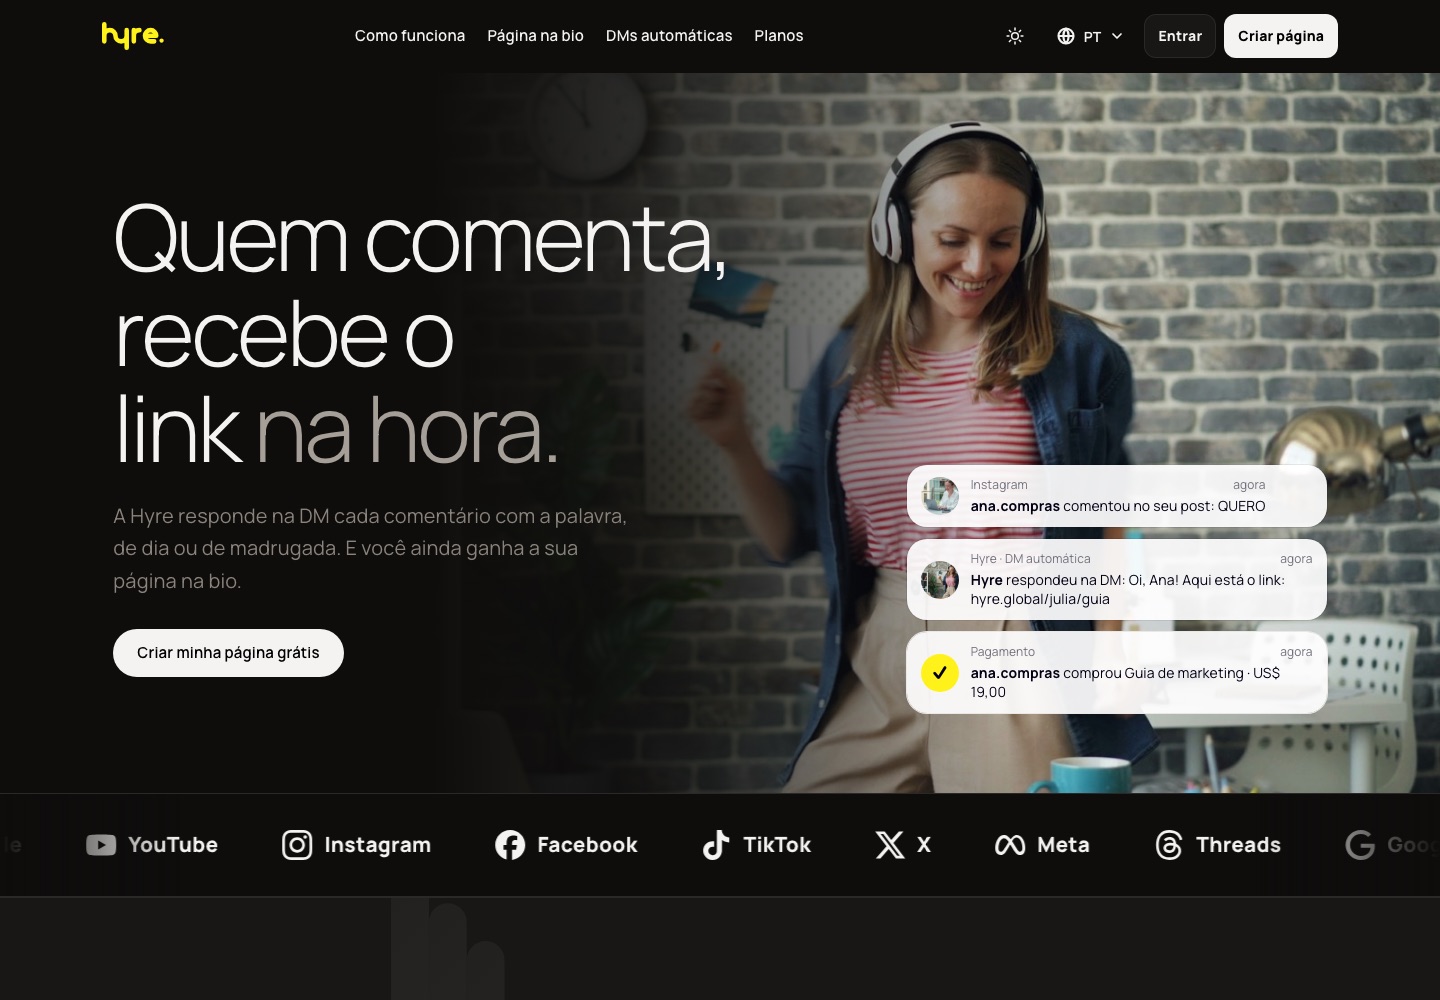 hyre.
Como funciona
Página na bio
DMs automáticas
Planos
PT
Entrar
Criar página
Quem comenta,
recebe o
link na hora.
A Hyre responde na DM cada comentário com a palavra,
de dia ou de madrugada. E você ainda ganha a sua
página na bio.
Criar minha página grátis
Instagram
agora
ana.compras comentou no seu post: QUERO
Hyre · DM automática
agora
Hyre respondeu na DM: Oi, Ana! Aqui está o link:
hyre.global/julia/guia
Pagamento
agora
ana.compras comprou Guia de marketing · US$
19,00
le
YouTube
Instagram
Facebook
TikTok
X
Meta
Threads
Goog